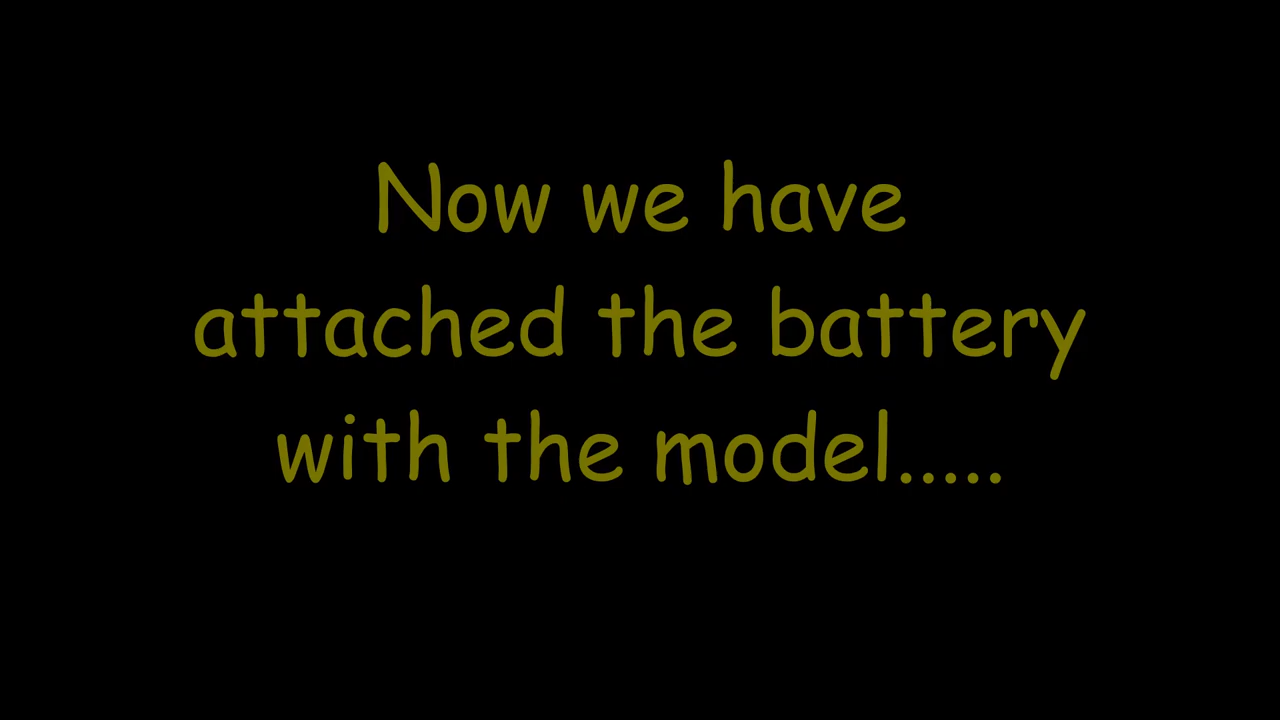 Now we have
attached the battery
with the model.....